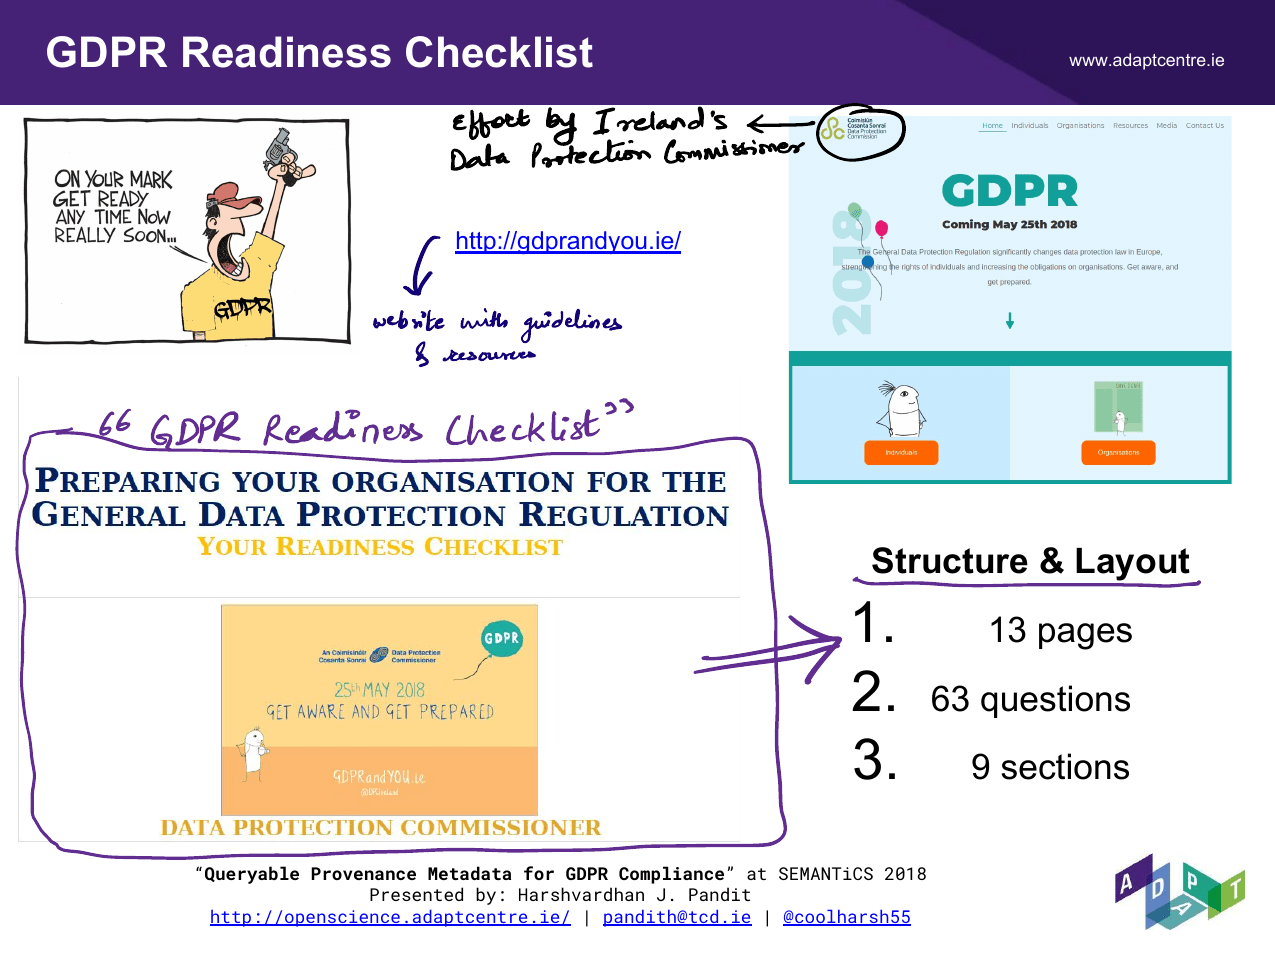 GDPR Readiness Checklist
www.adaptcentre.ie
ON YOUR MARK
GET READY
ANY TIME NOW
REALLY SOON...
GDPR
Effort by Ireland's
Data Protection Commissioner
http://gdprandyou.ie/
website with guidelines
& resources
Coimisiún
Cosanta Sonraí
Data Protection
Commission
Home Individuals Organisations Resources Media Contact Us
GDPR
Coming May 25th 2018
2018
The General Data Protection Regulation significantly changes data protection law in Europe,
strengthening the rights of individuals and increasing the obligations on organisations. Get aware, and
get prepared.
Individuals
Organisations
“GDPR Readiness Checklist”
PREPARING YOUR ORGANISATION FOR THE
GENERAL DATA PROTECTION REGULATION
YOUR READINESS CHECKLIST
GDPR
An Coimisinéir
Cosanta Sonraí
Data Protection
Commissioner
25th MAY 2018
GET AWARE AND GET PREPARED
GDPRandYOU.ie
@DPCIreland
DATA PROTECTION COMMISSIONER
Structure & Layout
1. 13 pages
2. 63 questions
3. 9 sections
“Queryable Provenance Metadata for GDPR Compliance” at SEMANTiCS 2018
Presented by: Harshvardhan J. Pandit
http://openscience.adaptcentre.ie/ | pandith@tcd.ie | @coolharsh55
ADAPT